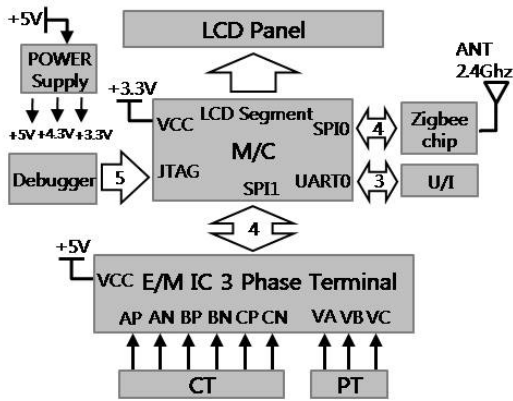 +5V
POWER
Supply
+5V +4.3V +3.3V
LCD Panel
ANT
2.4Ghz
+3.3V
LCD Segment
VCC
SPI0
M/C
JTAG
SPI1
UART0
4
Zigbee
chip
Debugger
5
3
U/I
4
+5V
VCC E/M IC 3 Phase Terminal
AP AN BP BN CP CN VA VB VC
CT
PT